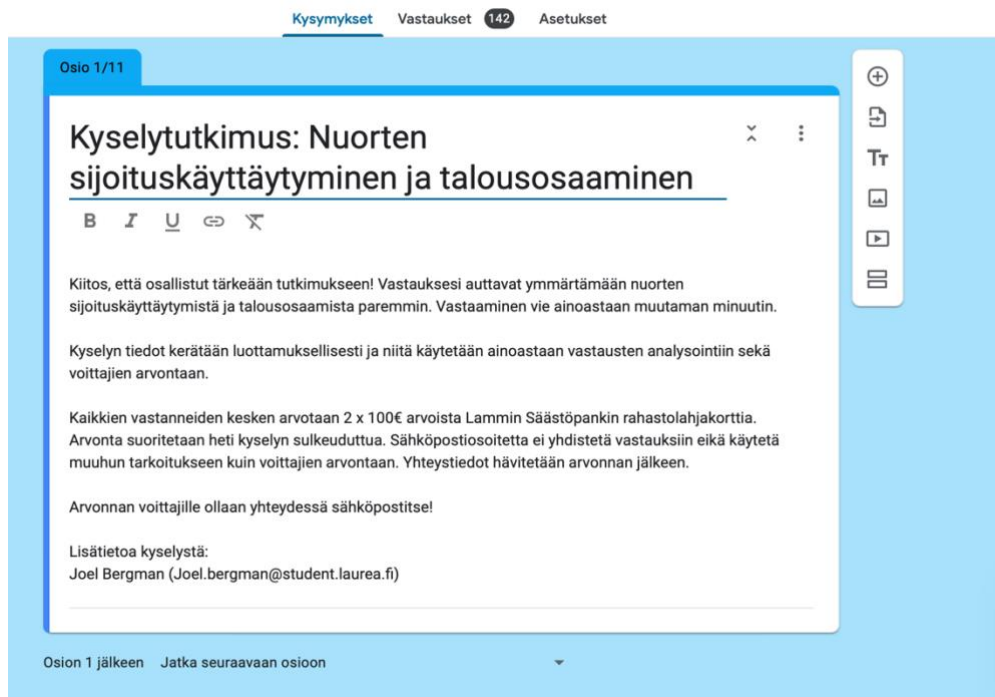 Kysymykset Vastaukset 142 Asetukset
Osio 1/11
Kyselytutkimus: Nuorten
sijoituskäyttäytyminen ja talousosaaminen
B I U
Tт
Kiitos, että osallistut tärkeään tutkimukseen! Vastauksesi auttavat ymmärtämään nuorten
sijoituskäyttäytymistä ja talousosaamista paremmin. Vastaaminen vie ainoastaan muutaman minuutin.
Kyselyn tiedot kerätään luottamuksellisesti ja niitä käytetään ainoastaan vastausten analysointiin sekä
voittajien arvontaan.
Kaikkien vastanneiden kesken arvotaan 2 x 100€ arvoista Lammin Säästöpankin rahastolahjakorttia.
Arvonta suoritetaan heti kyselyn sulkeuduttua. Sähköpostiosoitetta ei yhdistetä vastauksiin eikä käytetä
muuhun tarkoitukseen kuin voittajien arvontaan. Yhteystiedot hävitetään arvonnan jälkeen.
Arvonnan voittajille ollaan yhteydessä sähköpostitse!
Lisätietoa kyselystä:
Joel Bergman (Joel.bergman@student.laurea.fi)
Osion 1 jälkeen Jatka seuraavaan osioon